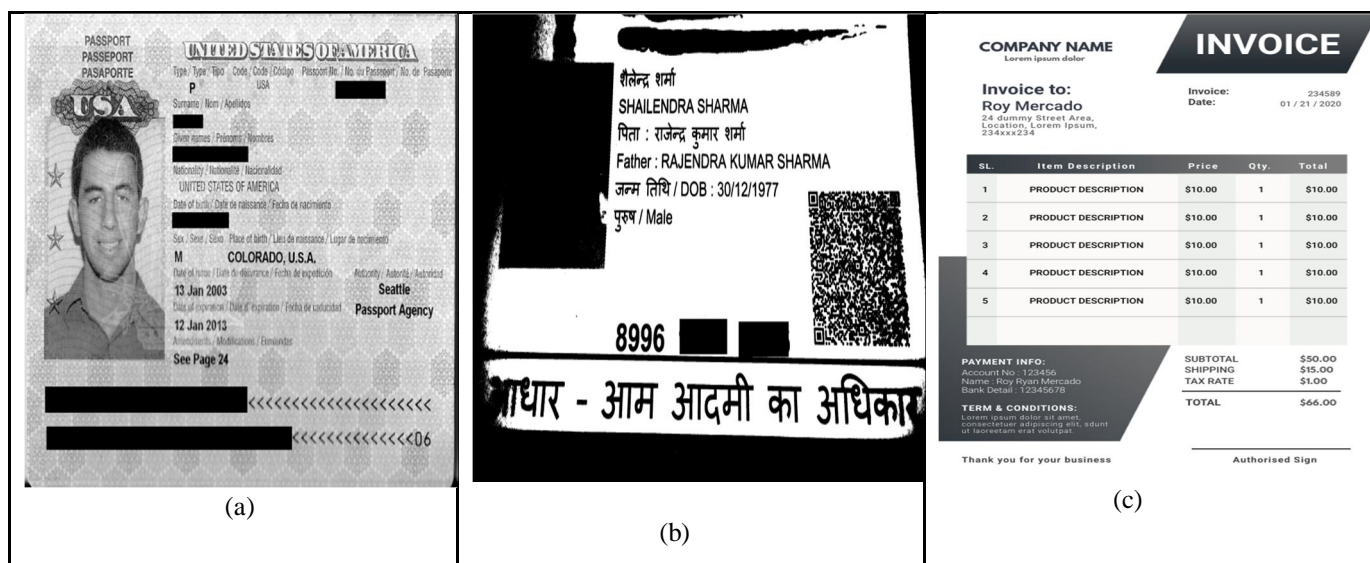 PASSPORT
PASSEPORT
PASAPORTE
USA
UNITED STATES OF AMERICA
Type / Type / Tipo Code / Code / Código Passport No. / No. du Passeport / No. de Pasaporte
P USA
Surname / Nom / Apellidos
Given names / Prénoms / Nombres
Nationality / Nationalité / Nacionalidad
UNITED STATES OF AMERICA
Date of birth / Date de naissance / Fecha de nacimiento
Sex / Sexe / Sexo Place of birth / Lieu de naissance / Lugar de nacimiento
M COLORADO, U.S.A.
Date of issue / Date de délivrance / Fecha de expedición Authority / Autorité / Autoridad
13 Jan 2003 Seattle
Date of expiration / Date d' expiration / Fecha de caducidad Passport Agency
12 Jan 2013
Amendments / Modifications / Enmiendas
See Page 24
<<<<<<<<<<<<<<<<<<<<
<<<<<<<<<<<<<<<06
(a)
शैलेन्द्र शर्मा
SHAILENDRA SHARMA
पिता : राजेन्द्र कुमार शर्मा
Father : RAJENDRA KUMAR SHARMA
जन्म तिथि / DOB : 30/12/1977
पुरुष / Male
8996
आधार - आम आदमी का अधिकार
(b)
COMPANY NAME
Lorem ipsum dolor
INVOICE
Invoice to:
Roy Mercado
24 dummy Street Area,
Location, Lorem Ipsum,
234xxx234
Invoice: 234589
Date: 01 / 21 / 2020
SL. Item Description Price Qty. Total
1 PRODUCT DESCRIPTION $10.00 1 $10.00
2 PRODUCT DESCRIPTION $10.00 1 $10.00
3 PRODUCT DESCRIPTION $10.00 1 $10.00
4 PRODUCT DESCRIPTION $10.00 1 $10.00
5 PRODUCT DESCRIPTION $10.00 1 $10.00
PAYMENT INFO:
Account No : 123456
Name : Roy Ryan Mercado
Bank Detail : 12345678
TERM & CONDITIONS:
Lorem ipsum dolor sit amet,
consectetuer adipiscing elit, sdunt
ut laoreetam erat volutpat.
SUBTOTAL $50.00
SHIPPING $15.00
TAX RATE $1.00
TOTAL $66.00
Thank you for your business
Authorised Sign
(c)